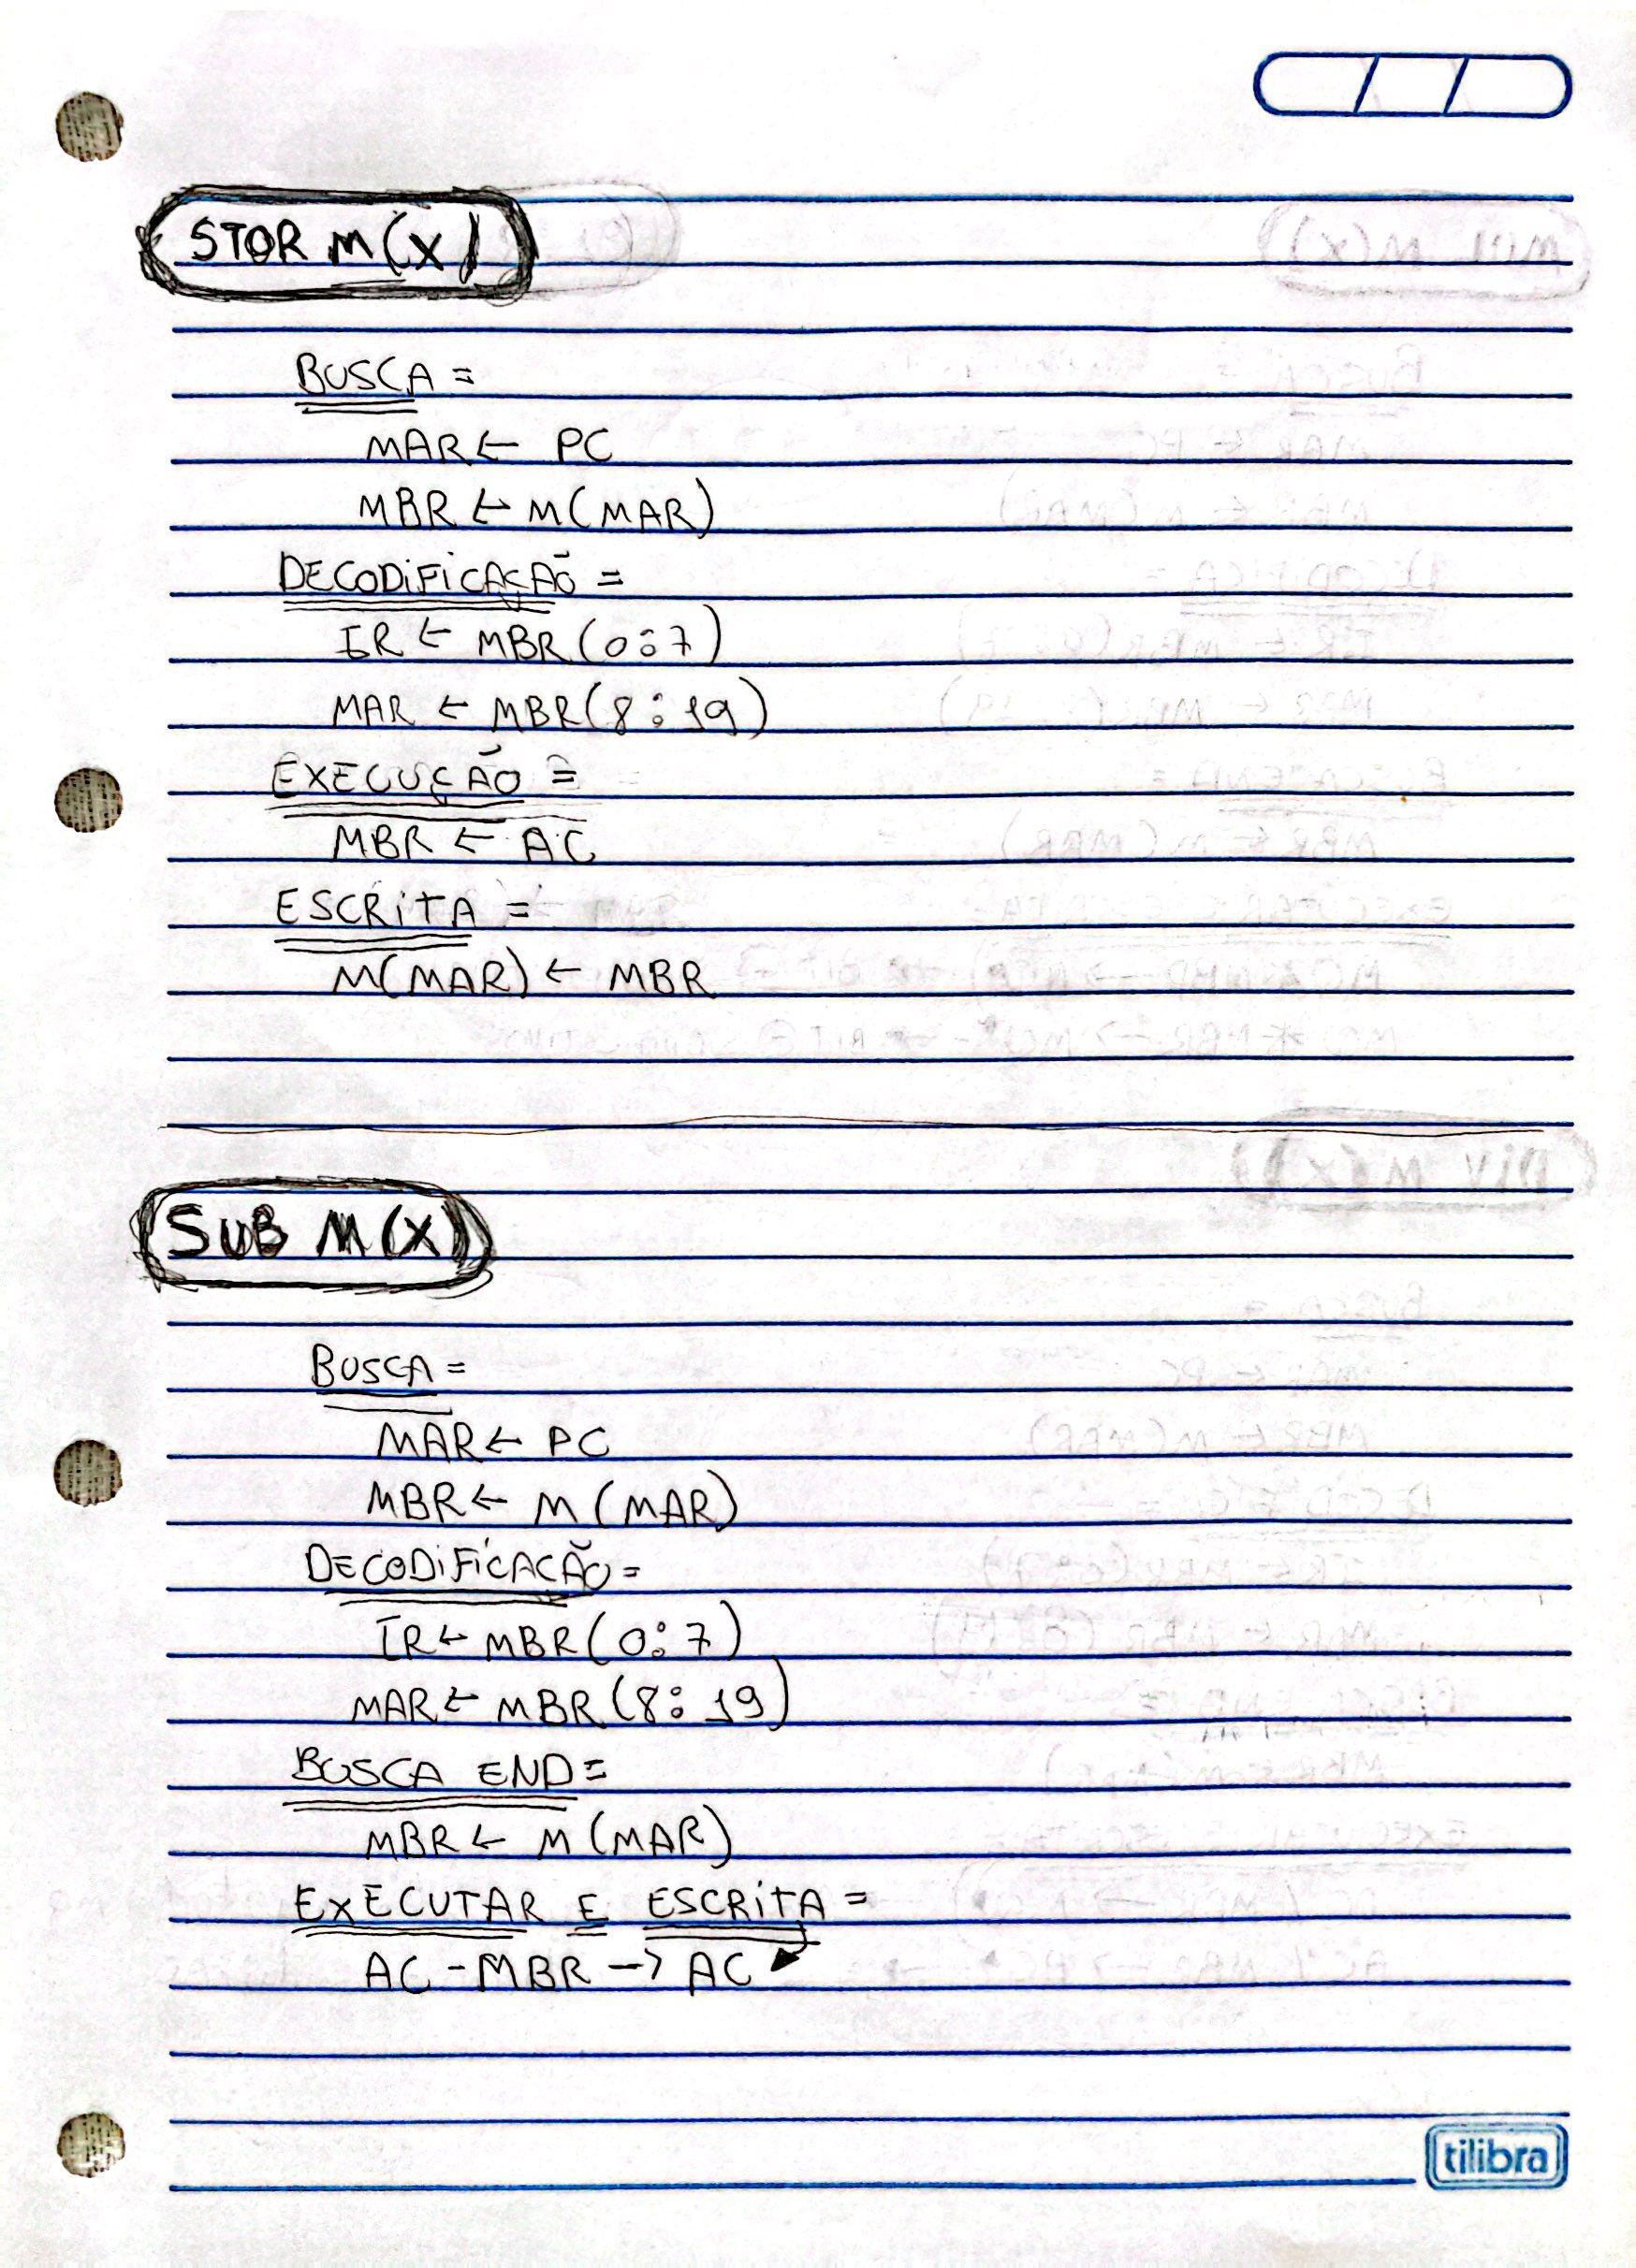 STOR M(X)
BUSCA =
MAR ← PC
MBR ← M(MAR)
DECODIFICAÇÃO =
IR ← MBR(0:7)
MAR ← MBR(8:19)
EXECUÇÃO =
MBR ← AC
ESCRITA =
M(MAR) ← MBR
SUB M(X)
BUSCA =
MAR ← PC
MBR ← M(MAR)
DECODIFICAÇÃO =
IR ← MBR(0:7)
MAR ← MBR(8:19)
BUSCA END =
MBR ← M(MAR)
EXECUTAR E ESCRITA =
AC - MBR → AC
tilibra